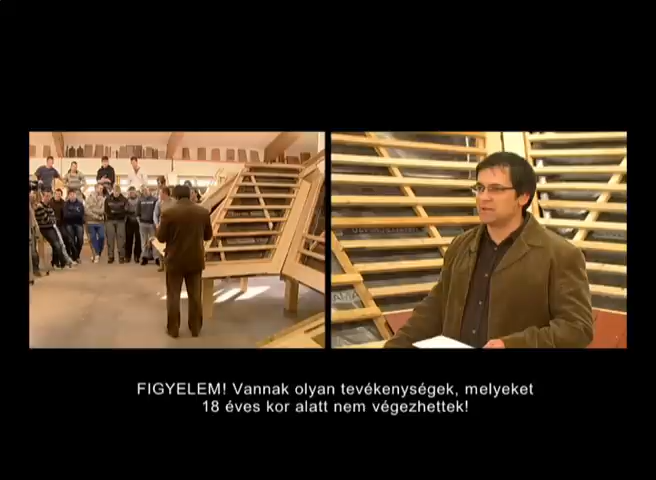 FIGYELEM! Vannak olyan tevékenységek, melyeket
18 éves kor alatt nem végezhettek!